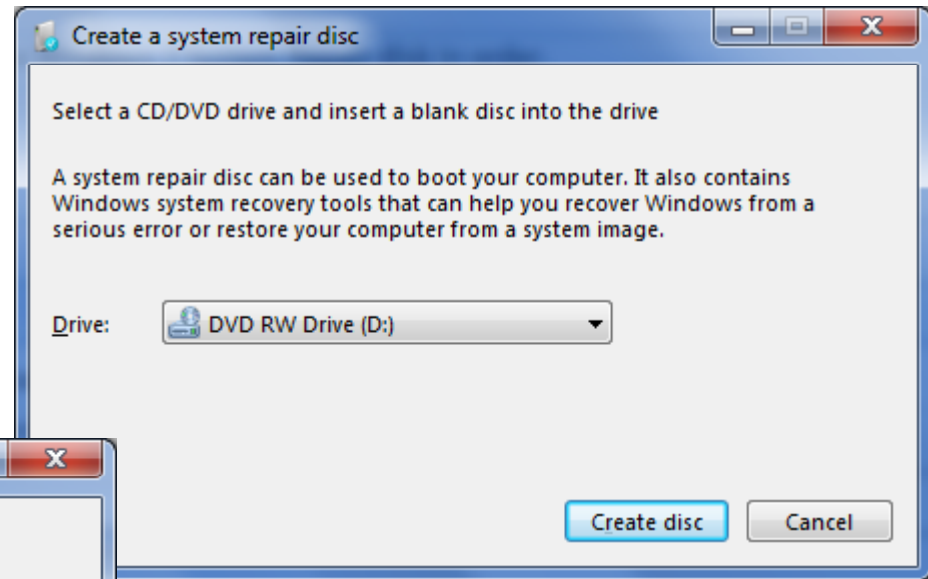 Create a system repair disc
Select a CD/DVD drive and insert a blank disc into the drive
A system repair disc can be used to boot your computer. It also contains
Windows system recovery tools that can help you recover Windows from a
serious error or restore your computer from a system image.
Drive: DVD RW Drive (D:)
Create disc Cancel